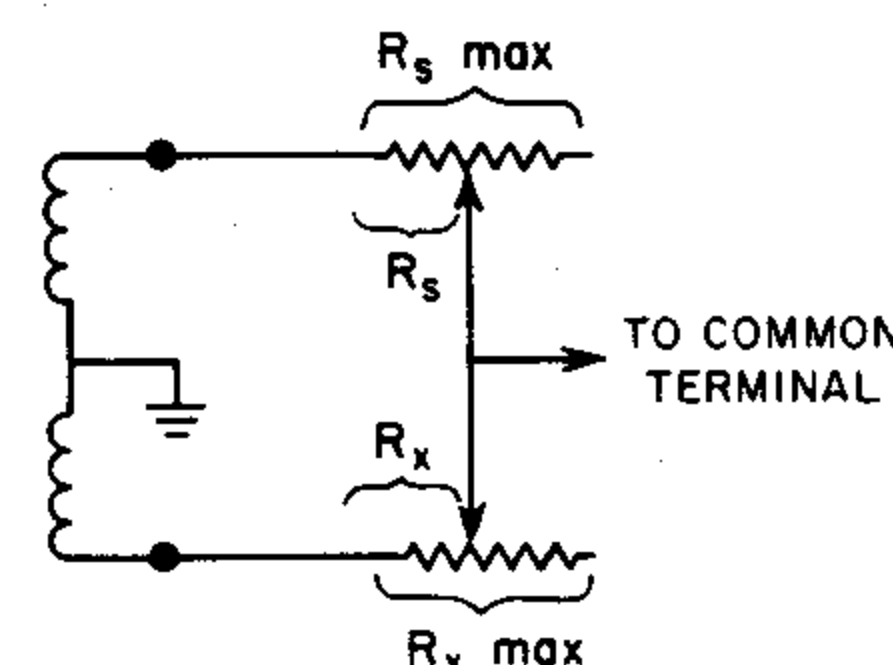 Rs max
Rs
TO COMMON
TERMINAL
Rx
Rx max